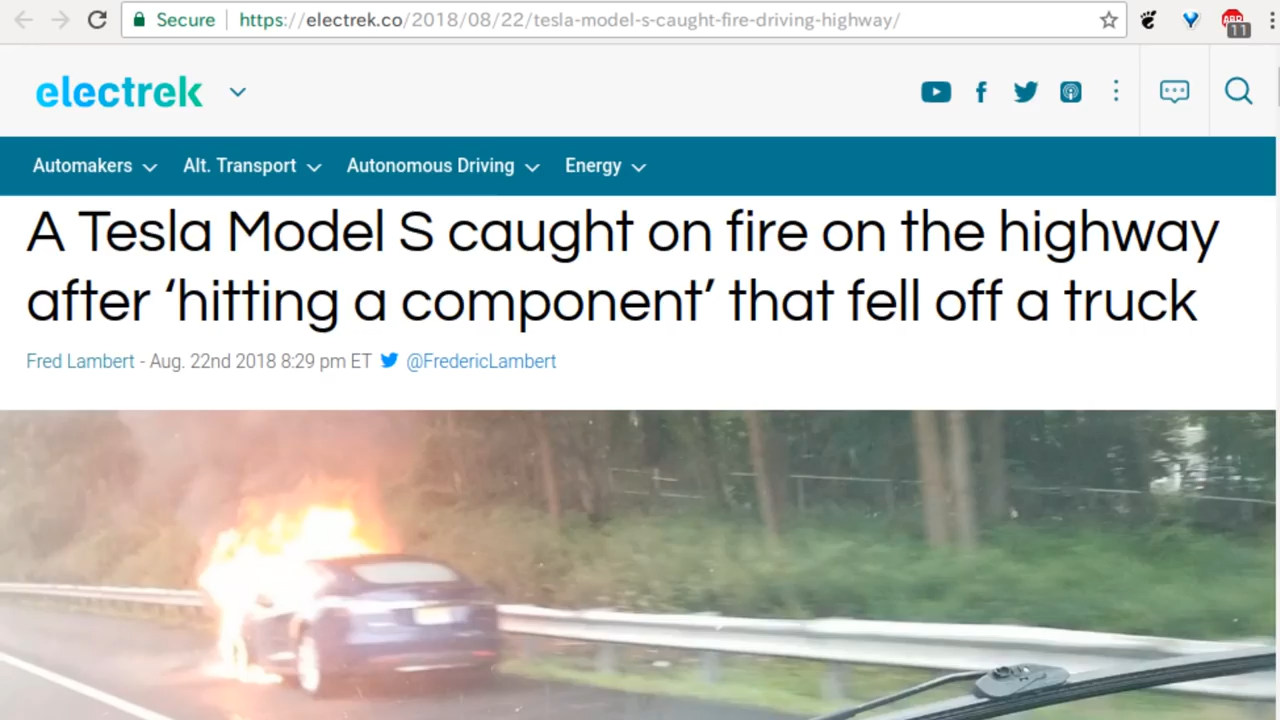 Secure https://electrek.co/2018/08/22/tesla-model-s-caught-fire-driving-highway/
ABP
11
electrek
Automakers Alt. Transport Autonomous Driving Energy
A Tesla Model S caught on fire on the highway
after ‘hitting a component’ that fell off a truck
Fred Lambert - Aug. 22nd 2018 8:29 pm ET @FredericLambert